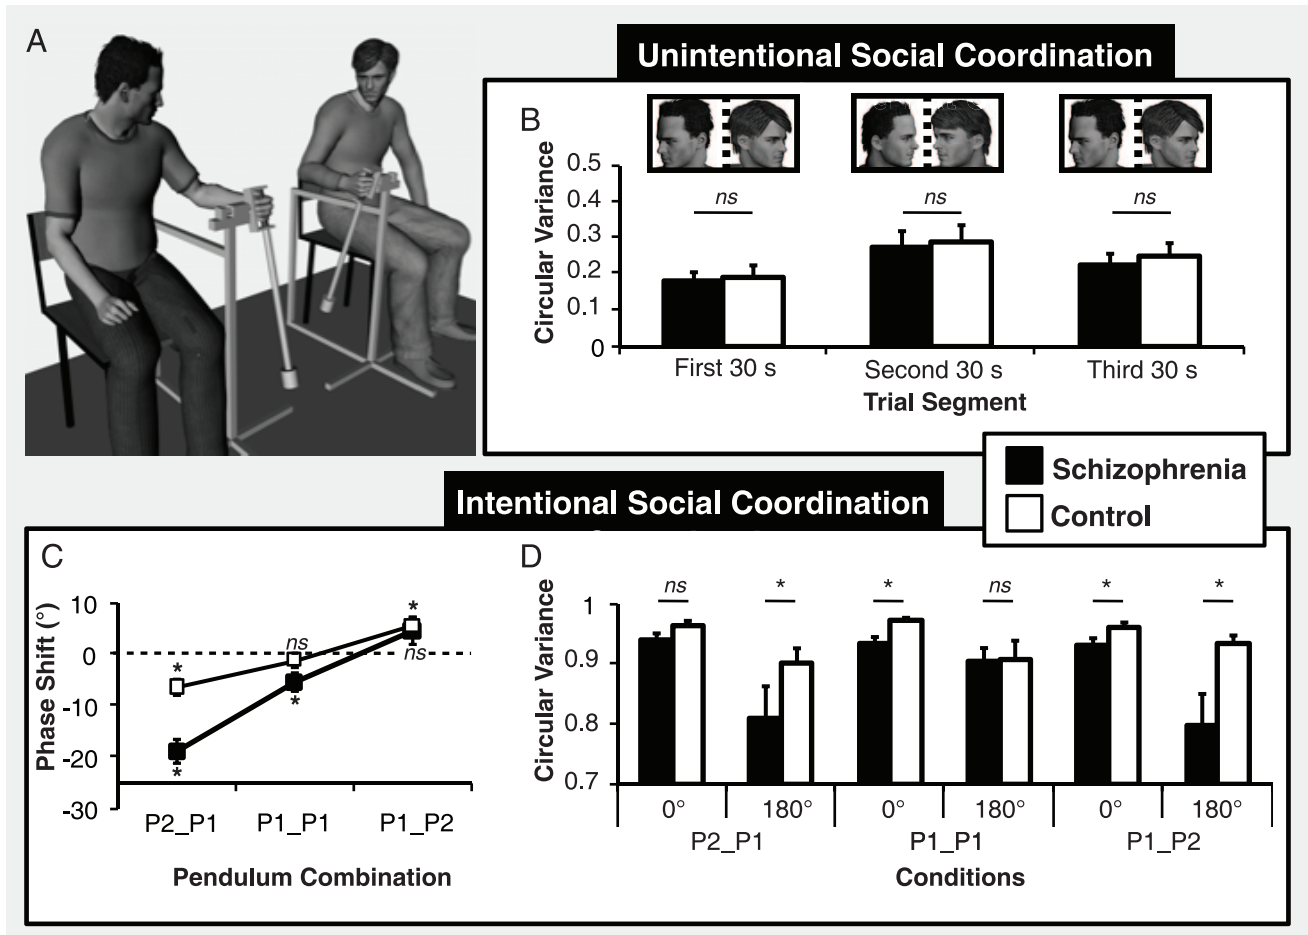 A
Unintentional Social Coordination
B
Circular Variance
0.5
0.4
0.3
0.2
0.1
0
ns
ns
ns
First 30 s
Second 30 s
Third 30 s
Trial Segment
Schizophrenia
Control
Intentional Social Coordination
C
Phase Shift (°)
10
0
-10
-20
-30
*
*
ns
*
*
ns
P2_P1
P1_P1
P1_P2
Pendulum Combination
D
Circular Variance
1
0.9
0.8
0.7
ns
*
*
ns
*
*
0°
180°
0°
180°
0°
180°
P2_P1
P1_P1
P1_P2
Conditions